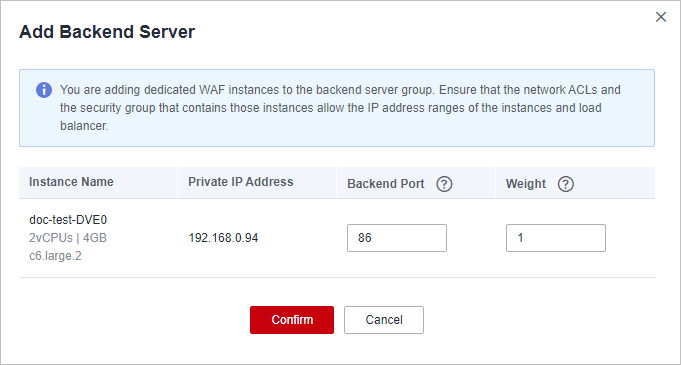 Add Backend Server
You are adding dedicated WAF instances to the backend server group. Ensure that the network ACLs and
the security group that contains those instances allow the IP address ranges of the instances and load
balancer.
Instance Name Private IP Address Backend Port Weight
doc-test-DVE0
2vCPUs | 4GB 192.168.0.94 86 1
c6.large.2
Confirm Cancel